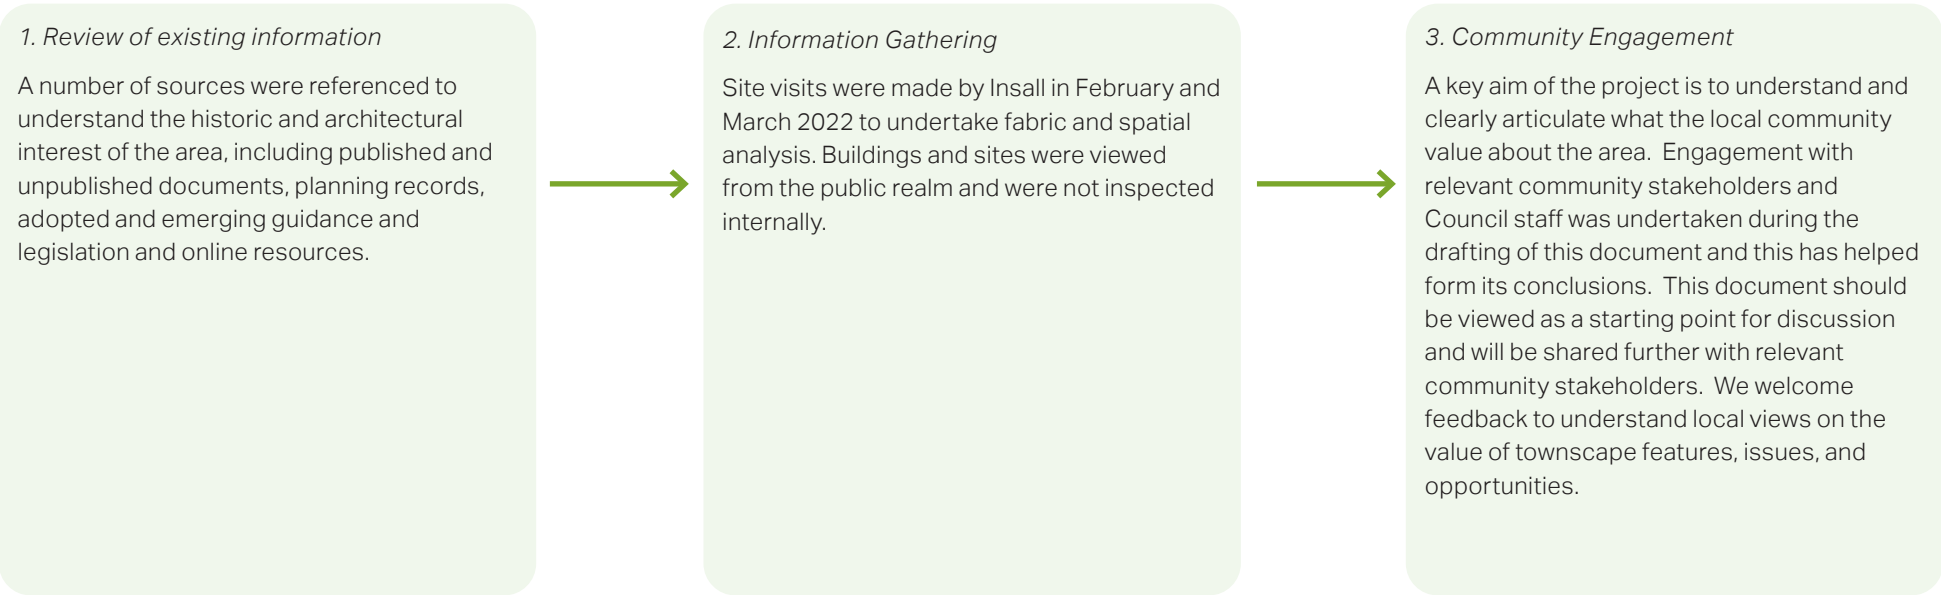 1. Review of existing information
A number of sources were referenced to
understand the historic and architectural
interest of the area, including published and
unpublished documents, planning records,
adopted and emerging guidance and
legislation and online resources.
2. Information Gathering
Site visits were made by Insall in February and
March 2022 to undertake fabric and spatial
analysis. Buildings and sites were viewed
from the public realm and were not inspected
internally.
3. Community Engagement
A key aim of the project is to understand and
clearly articulate what the local community
value about the area.  Engagement with
relevant community stakeholders and
Council staff was undertaken during the
drafting of this document and this has helped
form its conclusions.  This document should
be viewed as a starting point for discussion
and will be shared further with relevant
community stakeholders.  We welcome
feedback to understand local views on the
value of townscape features, issues, and
opportunities.